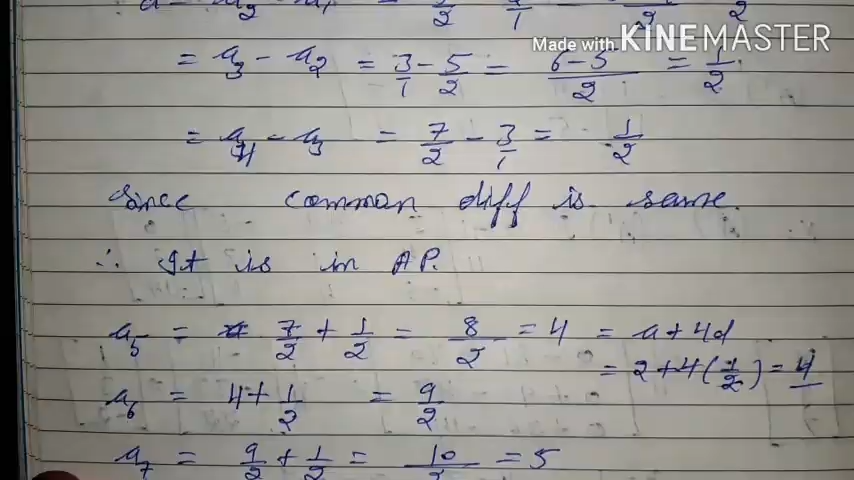 Made with KINEMASTER
= a₃ - a₂ = 3/1 - 5/2 = 6-5/2 = 1/2
= a₄ - a₃ = 7/2 - 3/1 = 1/2
Since common diff is same.
∴ It is in AP.
a₅ = 7/2 + 1/2 = 8/2 = 4 = a + 4d
= 2 + 4(1/2) = 4
a₆ = 4 + 1/2 = 9/2
a₇ = 9/2 + 1/2 = 10/2 = 5